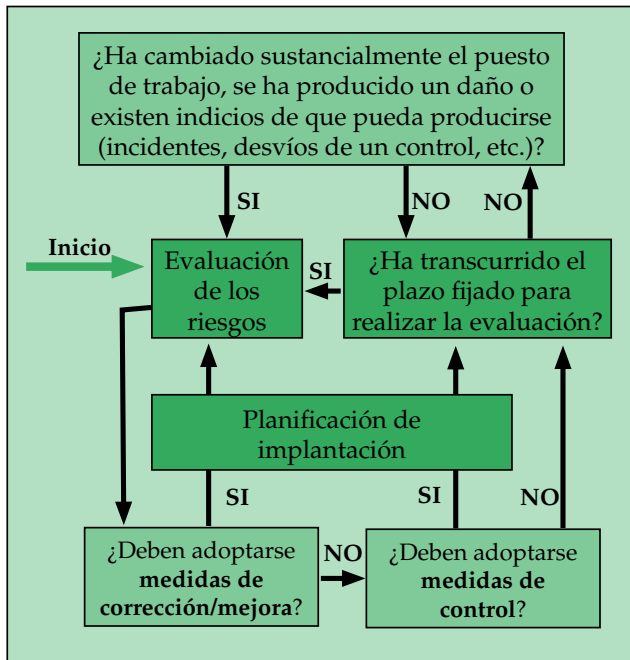 ¿Ha cambiado sustancialmente el puesto
de trabajo, se ha producido un daño o
existen indicios de que pueda producirse
(incidentes, desvíos de un control, etc.)?
SI
NO
NO
Inicio
Evaluación
de los
riesgos
SI
¿Ha transcurrido el
plazo fijado para
realizar la evaluación?
Planificación de
implantación
SI
SI
NO
¿Deben adoptarse
medidas de
corrección/mejora?
NO
¿Deben adoptarse
medidas de
control?